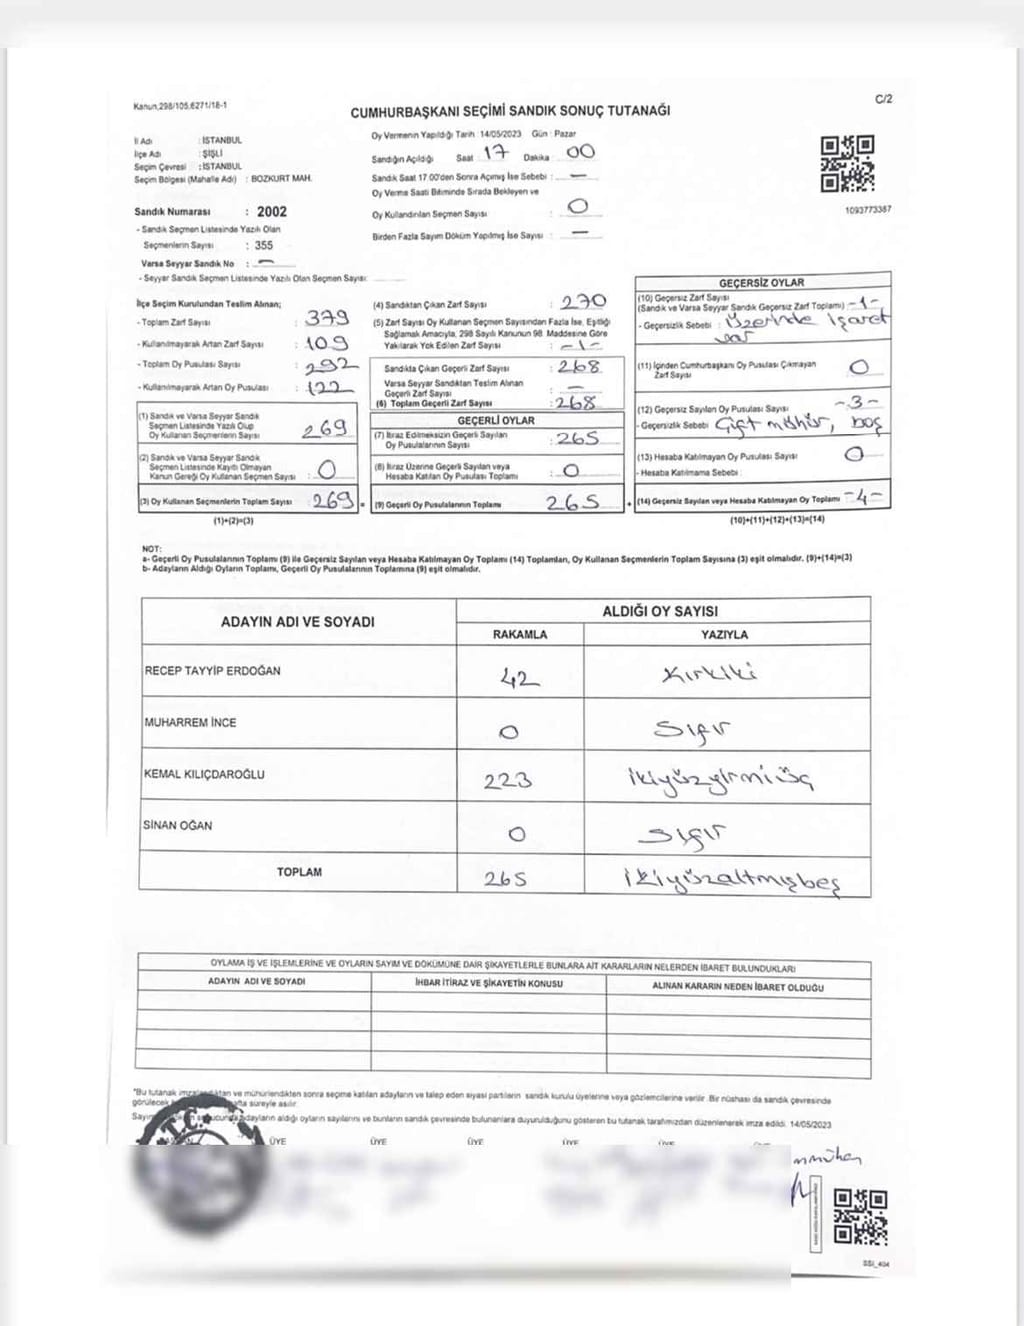 Kanun,298/105,6271/18-1
C/2
CUMHURBAŞKANI SEÇİMİ SANDIK SONUÇ TUTANAĞI
İl Adı : İSTANBUL
İlçe Adı : ŞİŞLİ
Seçim Çevresi : İSTANBUL
Seçim Bölgesi (Mahalle Adı) : BOZKURT MAH.
Sandık Numarası : 2002
- Sandık Seçmen Listesinde Yazılı Olan
Seçmenlerin Sayısı : 355
Varsa Seyyar Sandık No : —
- Seyyar Sandık Seçmen Listesinde Yazılı Olan Seçmen Sayısı:
Oy Vermenin Yapıldığı Tarih : 14/05/2023 Gün : Pazar
Sandığın Açıldığı Saat : 17 Dakika : 00
Sandık Saat 17.00'den Sonra Açımış İse Sebebi : —
Oy Verme Saati Bitiminde Sırada Bekleyen ve
Oy Kullandırılan Seçmen Sayısı : 0
Birden Fazla Sayım Döküm Yapılmış İse Sayısı : —
1093773387
İlçe Seçim Kurulundan Teslim Alınan;
- Toplam Zarf Sayısı : 379
- Kullanılmayarak Artan Zarf Sayısı : 109
- Toplam Oy Pusulası Sayısı : 292
- Kullanılmayarak Artan Oy Pusulası : 122
(1) Sandık ve Varsa Seyyar Sandık
Seçmen Listesinde Yazılı Olup
Oy Kullanan Seçmenlerin Sayısı 269
(2) Sandık ve Varsa Seyyar Sandık
Seçmen Listesinde Kayıtlı Olmayan
Kanun Gereği Oy Kullanan Seçmen Sayısı : 0
(3) Oy Kullanan Seçmenlerin Toplam Sayısı : 269 =
(1)+(2)=(3)
(4) Sandıktan Çıkan Zarf Sayısı : 270
(5) Zarf Sayısı Oy Kullanan Seçmen Sayısından Fazla İse, Eşitliği
Sağlamak Amacıyla, 298 Sayılı Kanunun 98. Maddesine Göre
Yakılarak Yok Edilen Zarf Sayısı : -1-
Sandıkta Çıkan Geçerli Zarf Sayısı : 268
Varsa Seyyar Sandıktan Teslim Alınan
Geçerli Zarf Sayısı : —
(6) Toplam Geçerli Zarf Sayısı : 268
GEÇERLİ OYLAR
(7) İtiraz Edilmeksizin Geçerli Sayılan
Oy Pusulalarının Sayısı : 265
(8) İtiraz Üzerine Geçerli Sayılan veya
Hesaba Katılan Oy Pusulası Toplamı : 0
(9) Geçerli Oy Pusulalarının Toplamı 265 +
GEÇERSİZ OYLAR
(10) Geçersiz Zarf Sayısı
(Sandık ve Varsa Seyyar Sandık Geçersiz Zarf Toplamı) -1-
- Geçersizlik Sebebi : Üzerinde İşaret
var
(11) İçinden Cumhurbaşkanı Oy Pusulası Çıkmayan
Zarf Sayısı 0
(12) Geçersiz Sayılan Oy Pusulası Sayısı -3-
- Geçersizlik Sebebi : Çift mühür, boş
(13) Hesaba Katılmayan Oy Pusulası Sayısı 0
- Hesaba Katılmama Sebebi :
(14) Geçersiz Sayılan veya Hesaba Katılmayan Oy Toplamı -4-
(10)+(11)+(12)+(13)=(14)
NOT:
a- Geçerli Oy Pusulalarının Toplamı (9) ile Geçersiz Sayılan veya Hesaba Katılmayan Oy Toplamı (14) Toplamları, Oy Kullanan Seçmenlerin Toplam Sayısına (3) eşit olmalıdır. (9)+(14)=(3)
b- Adayların Aldığı Oyların Toplamı, Geçerli Oy Pusulalarının Toplamına (9) eşit olmalıdır.
ADAYIN ADI VE SOYADI ALDIĞI OY SAYISI
RAKAMLA YAZIYLA
RECEP TAYYİP ERDOĞAN 42 Kırkiki
MUHARREM İNCE 0 Sıfır
KEMAL KILIÇDAROĞLU 223 ikiyüzyirmiüç
SİNAN OĞAN 0 Sıfır
TOPLAM 265 ikiyüzaltmışbeş
OYLAMA İŞ VE İŞLEMLERİNE VE OYLARIN SAYIM VE DÖKÜMÜNE DAİR ŞİKAYETLERLE BUNLARA AİT KARARLARIN NELERDEN İBARET BULUNDUKLARI
ADAYIN ADI VE SOYADI İHBAR İTİRAZ VE ŞİKAYETİN KONUSU ALINAN KARARIN NEDEN İBARET OLDUĞU
*Bu tutanak ve mühürlendikten sonra seçime katılan adayların ve talep eden siyasi partilerin sandık kurulu üyelerine veya gözlemcilerine verilir. Bir nüshası da sandık çevresinde
görülecek süreyle asılır.
adayların aldığı oyların sayılarını ve bunların sandık çevresinde bulunanlara duyurulduğunu gösteren bu tutanak tarafımızdan düzenlenerek imza edildi. 14/05/2023
T.C.
ÜYE ÜYE ÜYE ÜYE ÜYE
SSI_404